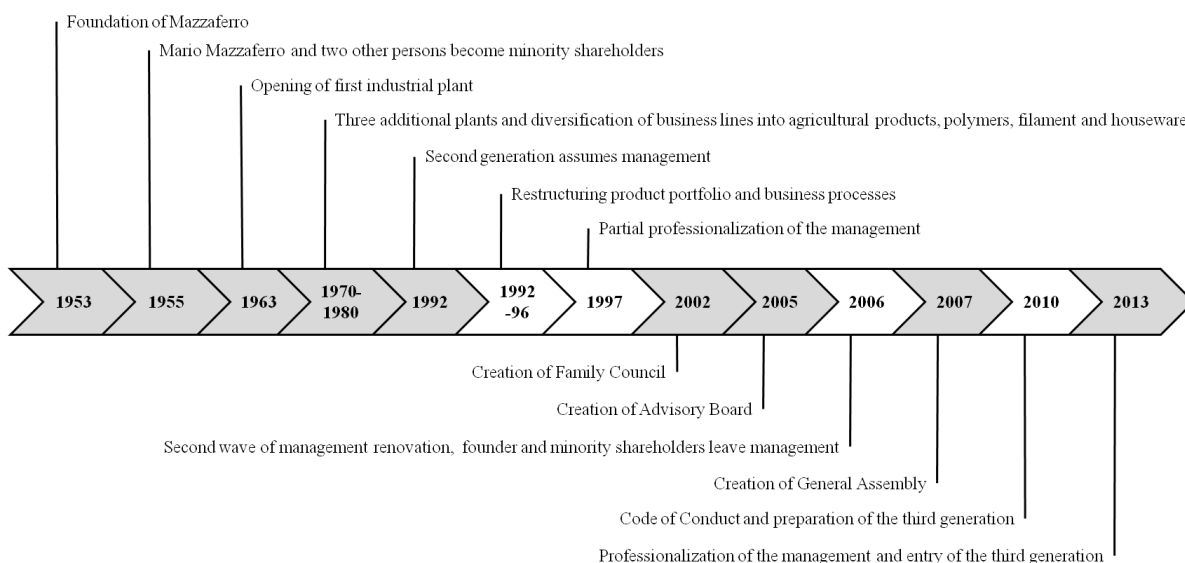 Foundation of Mazzaferro
Mario Mazzaferro and two other persons become minority shareholders
Opening of first industrial plant
Three additional plants and diversification of business lines into agricultural products, polymers, filament and houseware
Second generation assumes management
Restructuring product portfolio and business processes
Partial professionalization of the management
1953
1955
1963
1970-
1980
1992
1992
-96
1997
2002
2005
2006
2007
2010
2013
Creation of Family Council
Creation of Advisory Board
Second wave of management renovation, founder and minority shareholders leave management
Creation of General Assembly
Code of Conduct and preparation of the third generation
Professionalization of the management and entry of the third generation